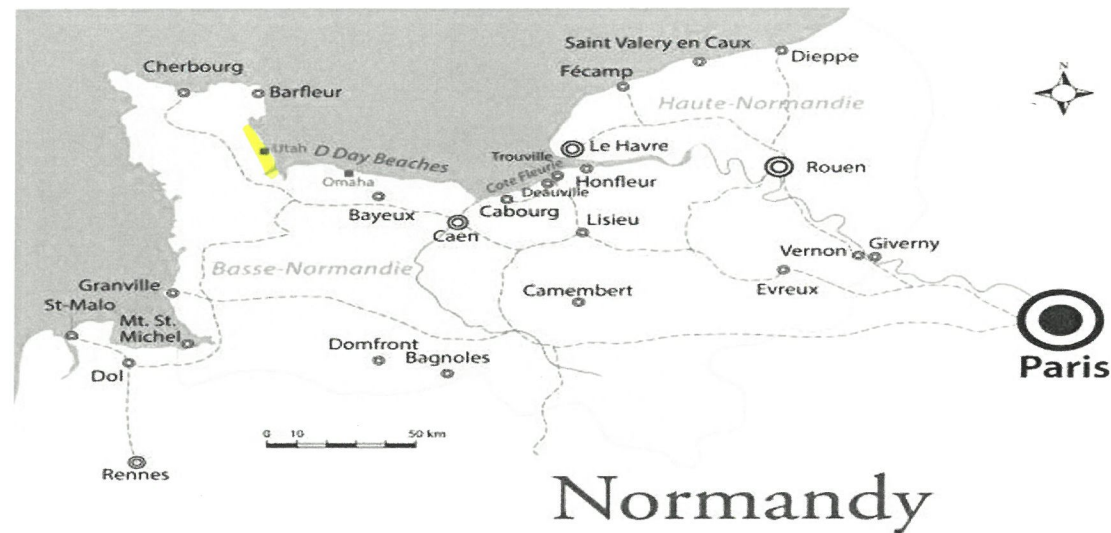 Saint Valery en Caux
Dieppe
Fécamp
Cherbourg
Barfleur
Haute-Normandie
Utah
D Day Beaches
Omaha
Trouville
Le Havre
Cote Fleurie
Deauville
Honfleur
Rouen
Bayeux
Cabourg
Caen
Lisieu
Vernon
Giverny
Basse-Normandie
Granville
Camembert
Evreux
St-Malo
Mt. St.
Michel
Domfront
Bagnoles
Dol
Paris
0 10 50 km
Rennes
Normandy
N